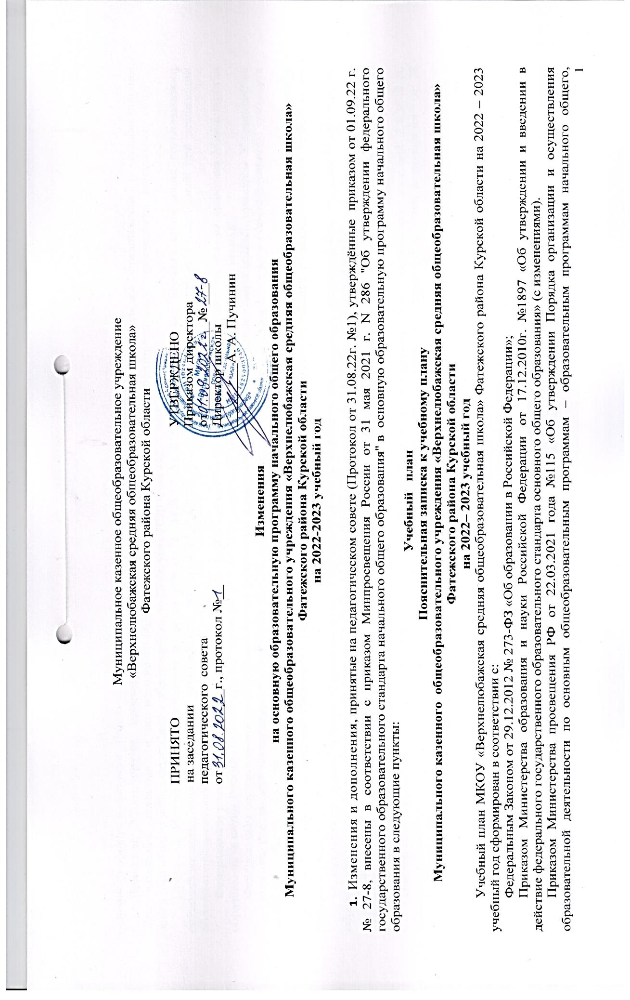 Муниципальное казенное общеобразовательное учреждение
«Верхнелюбажская средняя общеобразовательная школа»
Фатежского района Курской области
ПРИНЯТО
на заседании
педагогического совета
от 31.08.2022 г., протокол №1
УТВЕРЖДЕНО
Приказом директора
от 01.09.2022г № 27-8
Директор школы
А. А. Пучинин
Изменения
на основную образовательную программу начального общего образования
Муниципального казенного общеобразовательного учреждения «Верхнелюбажская средняя общеобразовательная школа»
Фатежского района Курской области
на 2022-2023 учебный год
1. Изменения и дополнения, принятые на педагогическом совете (Протокол от 31.08.22г. №1), утверждённые приказом от 01.09.22 г.
№ 27-8, внесены в соответствии с приказом Минпросвещения России от 31 мая 2021 г. N 286 "Об утверждении федерального
государственного образовательного стандарта начального общего образования" в основную образовательную программу начального общего
образования в следующие пункты:
Учебный план
Пояснительная записка к учебному плану
Муниципального казенного общеобразовательного учреждения «Верхнелюбажская средняя общеобразовательная школа»
Фатежского района Курской области
на 2022– 2023 учебный год
Учебный план МКОУ «Верхнелюбажская средняя общеобразовательная школа» Фатежского района Курской области на 2022 – 2023
учебный год сформирован в соответствии с:
Федеральным Законом от 29.12.2012 № 273-ФЗ «Об образовании в Российской Федерации»;
Приказом Министерства образования и науки Российской Федерации от 17.12.2010г. №1897 «Об утверждении и введении в
действие федерального государственного образовательного стандарта основного общего образования» (с изменениями).
Приказом Министерства просвещения РФ от 22.03.2021 года №115 «Об утверждении Порядка организации и осуществления
образовательной деятельности по основным общеобразовательным программам – образовательным программам начального общего,
1